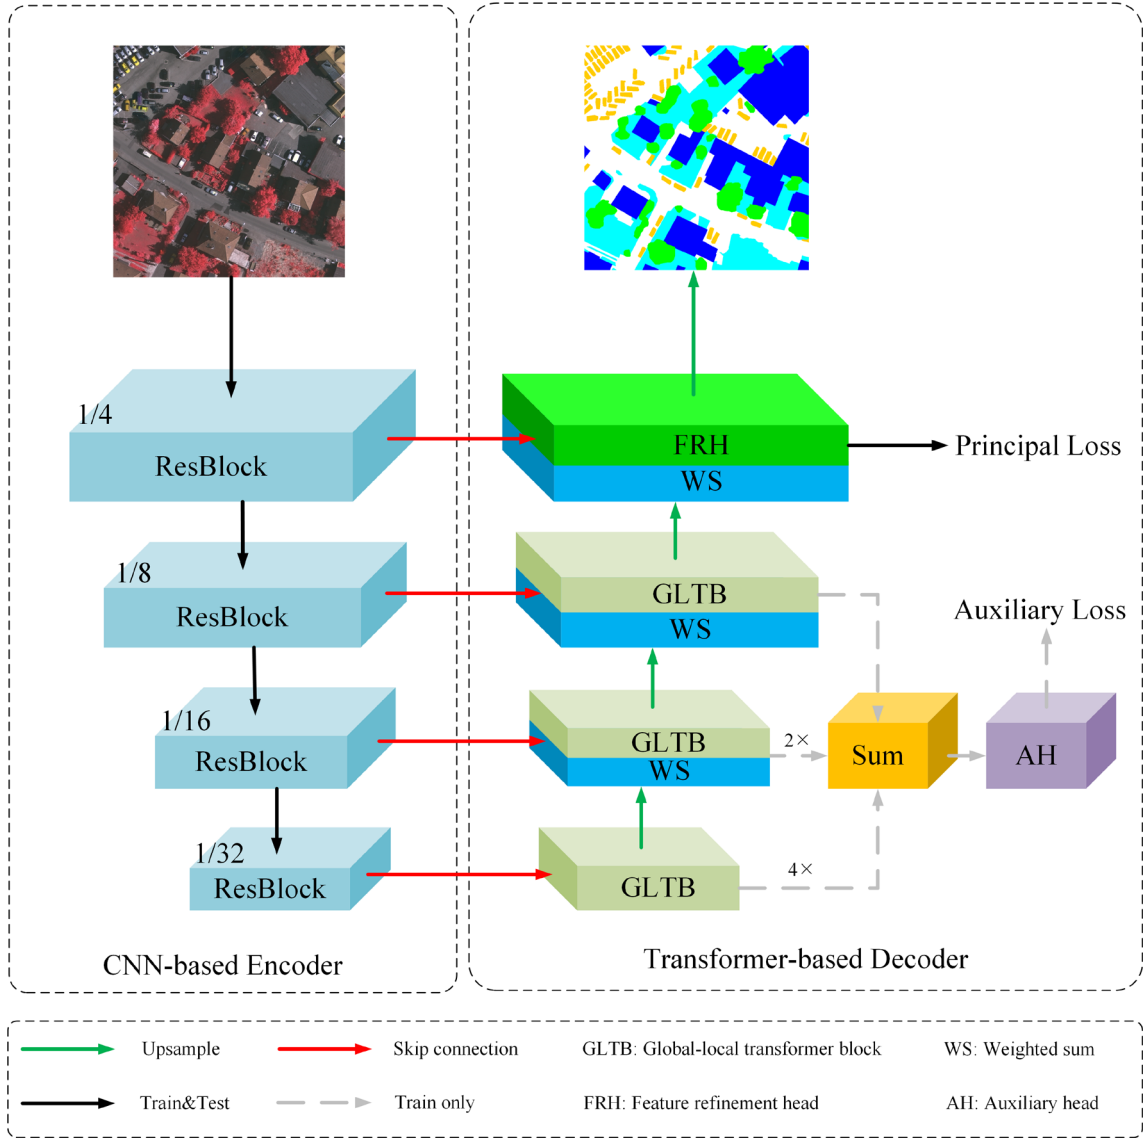 1/4
ResBlock
1/8
ResBlock
1/16
ResBlock
1/32
ResBlock
CNN-based Encoder
FRH
WS
Principal Loss
GLTB
WS
Auxiliary Loss
GLTB
WS
2×
Sum
AH
GLTB
4×
Transformer-based Decoder
Upsample
Skip connection
GLTB: Global-local transformer block
WS: Weighted sum
Train&Test
Train only
FRH: Feature refinement head
AH: Auxiliary head